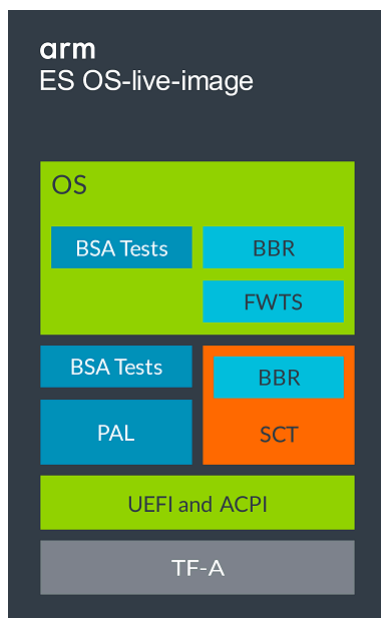 arm
ES OS-live-image
OS
BSA Tests
BBR
FWTS
BSA Tests
BBR
PAL
SCT
UEFI and ACPI
TF-A